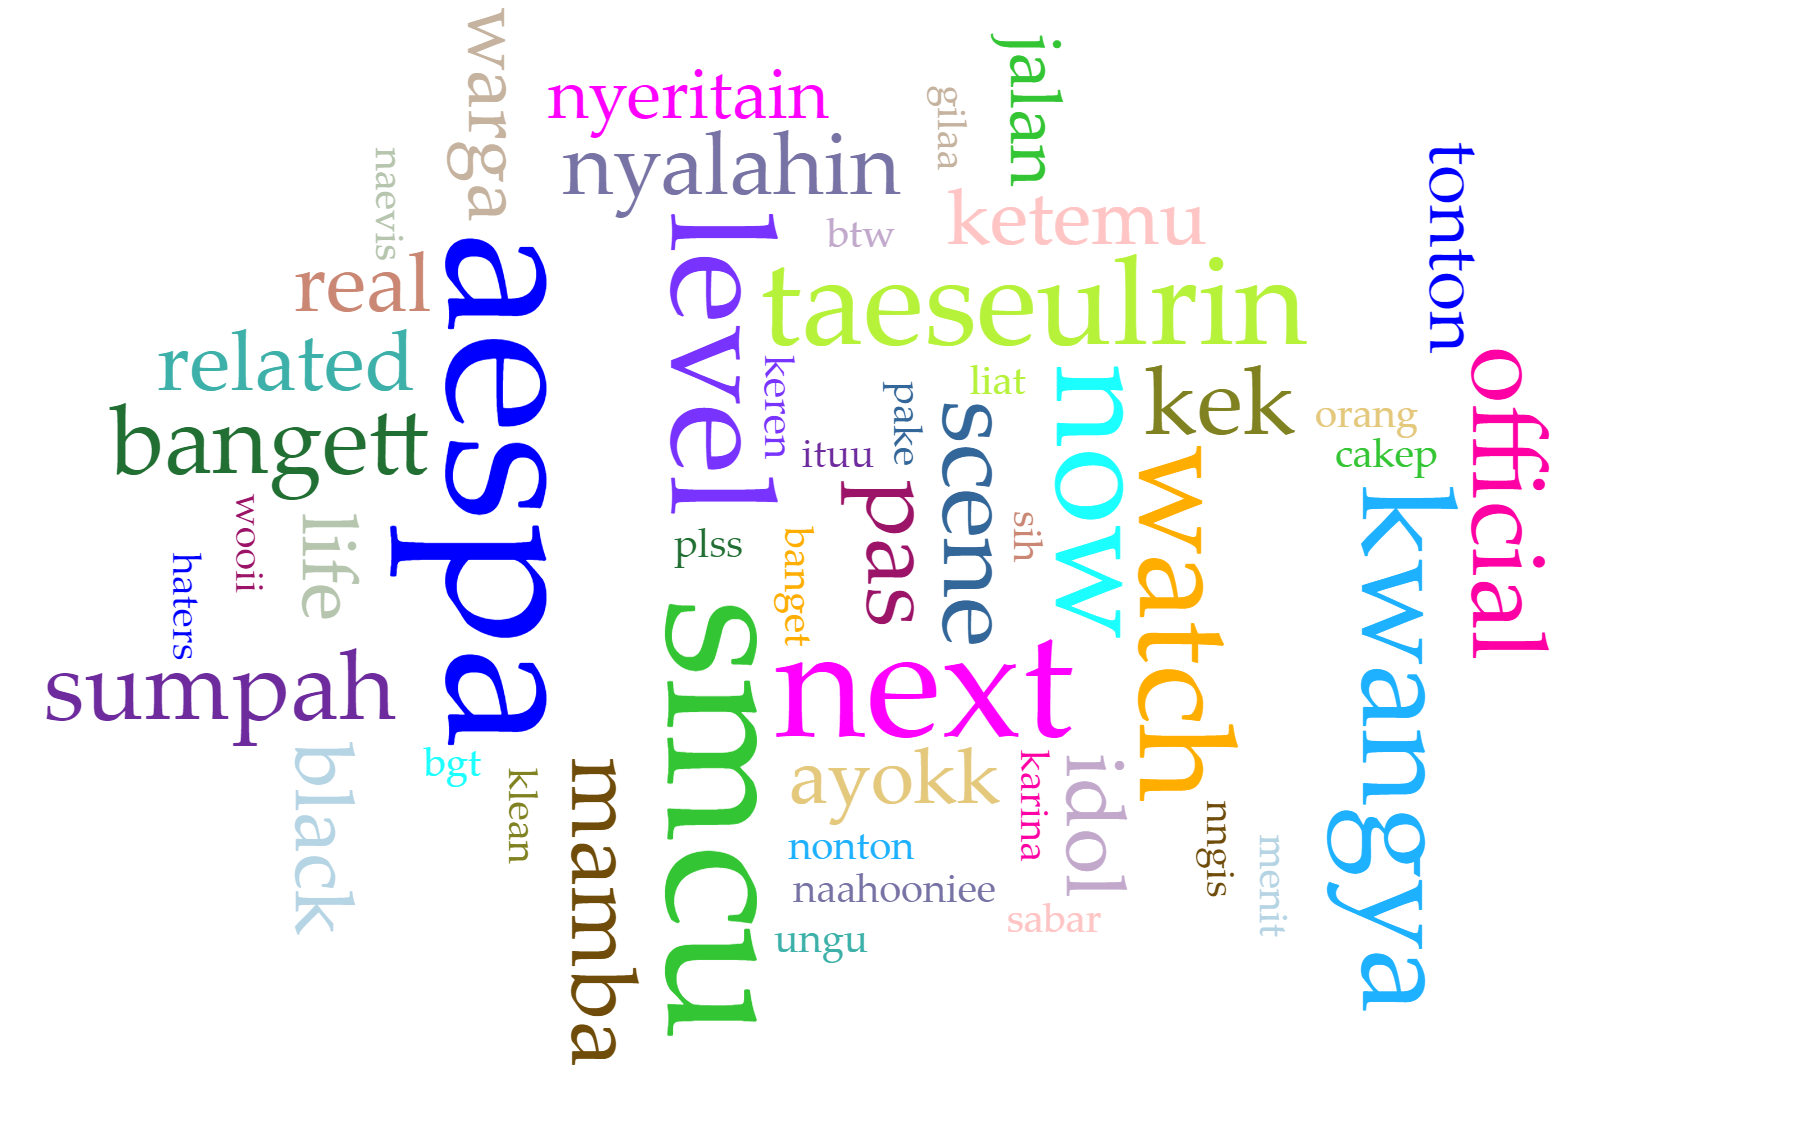 warga
nyeritain
jalan
gilaa
nyalahin
naevis
tonton
ketemu
btw
level
aespa
real
taeseulrin
related
keren
liat
now
kek
official
pake
scene
orang
bangett
ituu
cakep
watch
pas
kwangya
wooii
life
sih
plss
banget
haters
smcu
next
sumpah
black
bgt
klean
mamba
ayokk
karina
idol
nngis
nonton
menit
naahooniee
sabar
ungu